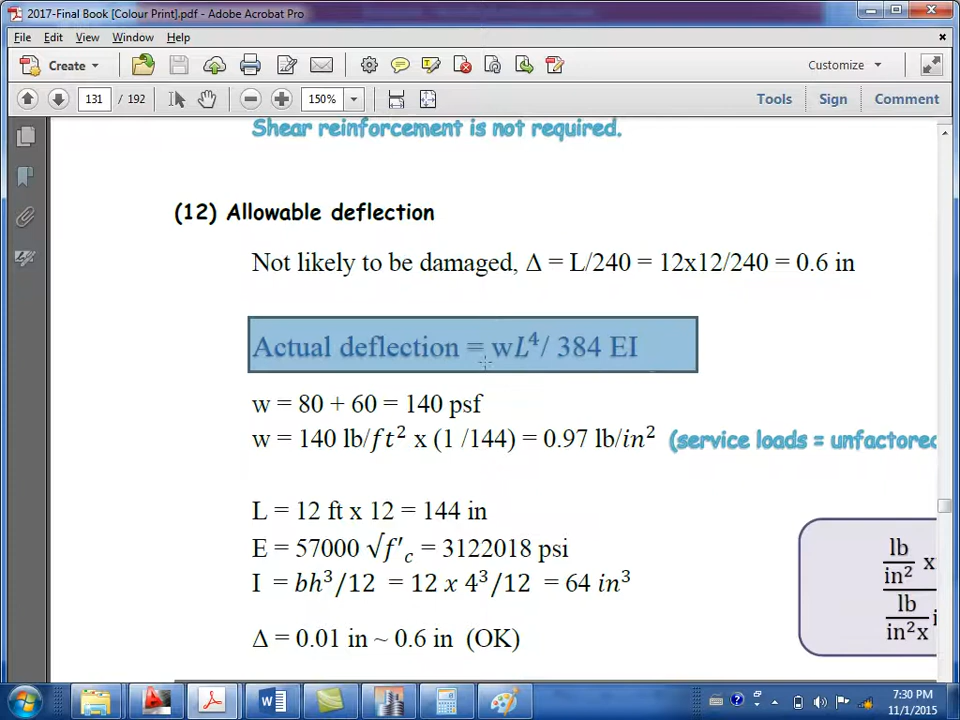 2017-Final Book [Colour Print].pdf - Adobe Acrobat Pro
File Edit View Window Help
Create Customize
131 / 192 150% Tools Sign Comment
Shear reinforcement is not required.
(12) Allowable deflection
Not likely to be damaged, Δ = L/240 = 12x12/240 = 0.6 in
Actual deflection = wL⁴/ 384 EI
w = 80 + 60 = 140 psf
w = 140 lb/ft² x (1 /144) = 0.97 lb/in² (service loads = unfactored
L = 12 ft x 12 = 144 in
E = 57000 √f'c = 3122018 psi
I = bh³/12 = 12 x 4³/12 = 64 in³
lb
in² x
lb
in²x i
Δ = 0.01 in ~ 0.6 in (OK)
7:30 PM
11/1/2015